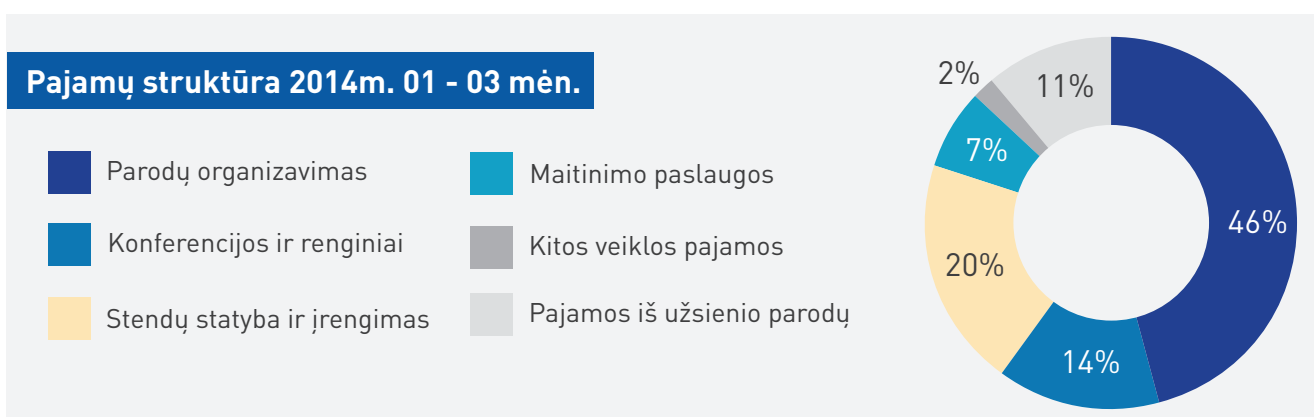 Pajamų struktūra 2014m. 01 - 03 mėn.
Parodų organizavimas
Konferencijos ir renginiai
Stendų statyba ir įrengimas
Maitinimo paslaugos
Kitos veiklos pajamos
Pajamos iš užsienio parodų
2%
11%
7%
46%
20%
14%